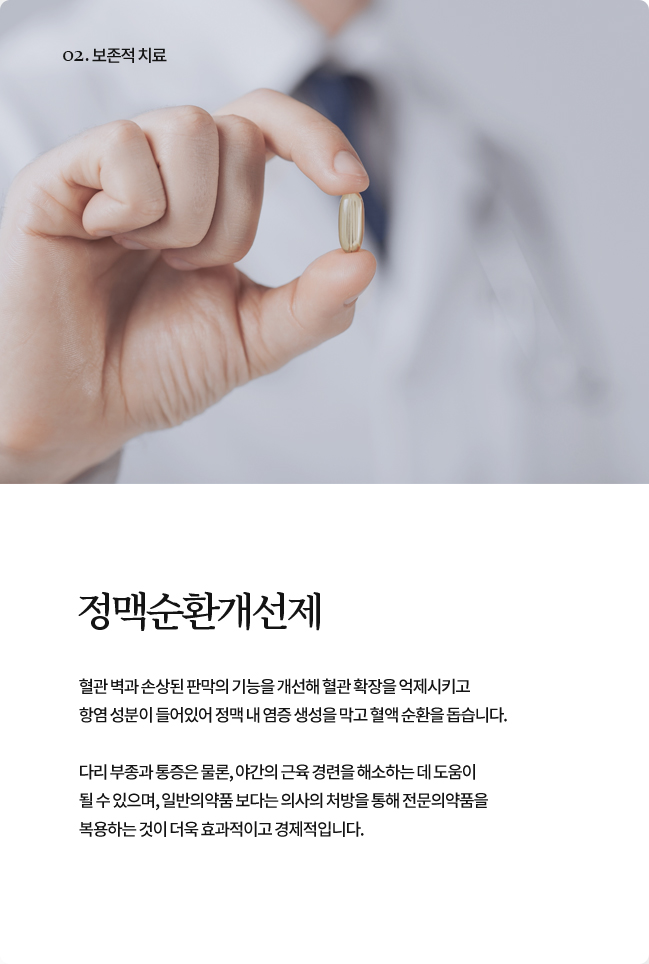 02. 보존적 치료
정맥순환개선제
혈관 벽과 손상된 판막의 기능을 개선해 혈관 확장을 억제시키고
항염 성분이 들어있어 정맥 내 염증 생성을 막고 혈액 순환을 돕습니다.
다리 부종과 통증은 물론, 야간의 근육 경련을 해소하는 데 도움이
될 수 있으며, 일반의약품 보다는 의사의 처방을 통해 전문의약품을
복용하는 것이 더욱 효과적이고 경제적입니다.